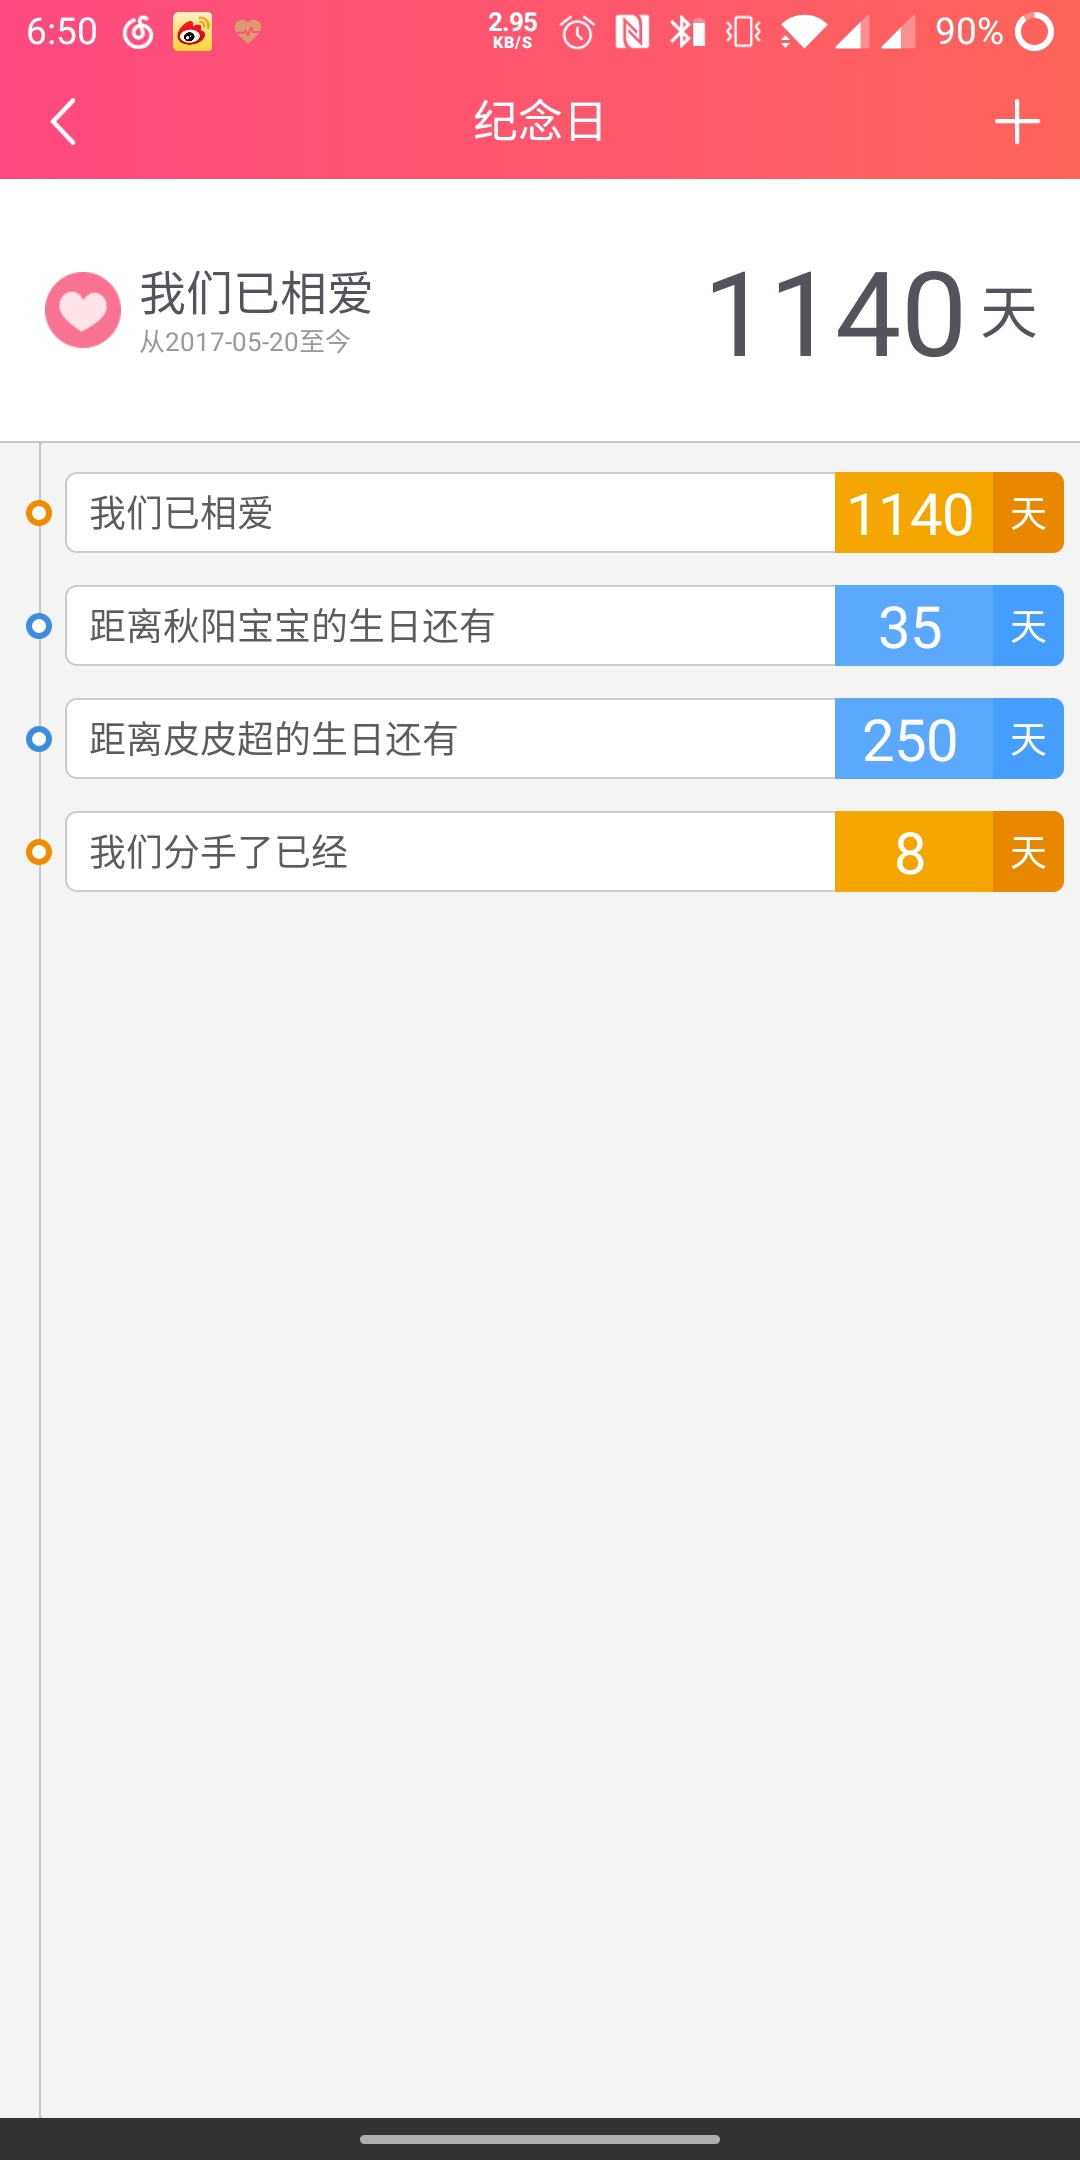 6:50 2.95 KB/S 90%
纪念日
我们已相爱
从2017-05-20至今
1140 天
我们已相爱 1140 天
距离秋阳宝宝的生日还有 35 天
距离皮皮超的生日还有 250 天
我们分手了已经 8 天